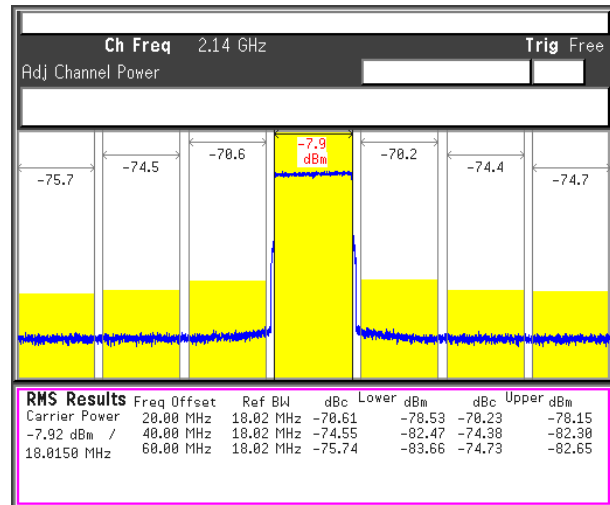 Ch Freq 2.14 GHz Trig Free
Adj Channel Power
-75.7 -74.5 -70.6 -7.9 dBm -70.2 -74.4 -74.7
RMS Results Freq Offset Ref BW dBc Lower dBm dBc Upper dBm
Carrier Power 20.00 MHz 18.02 MHz -70.61 -78.53 -70.23 -78.15
-7.92 dBm / 40.00 MHz 18.02 MHz -74.55 -82.47 -74.38 -82.30
18.0150 MHz 60.00 MHz 18.02 MHz -75.74 -83.66 -74.73 -82.65